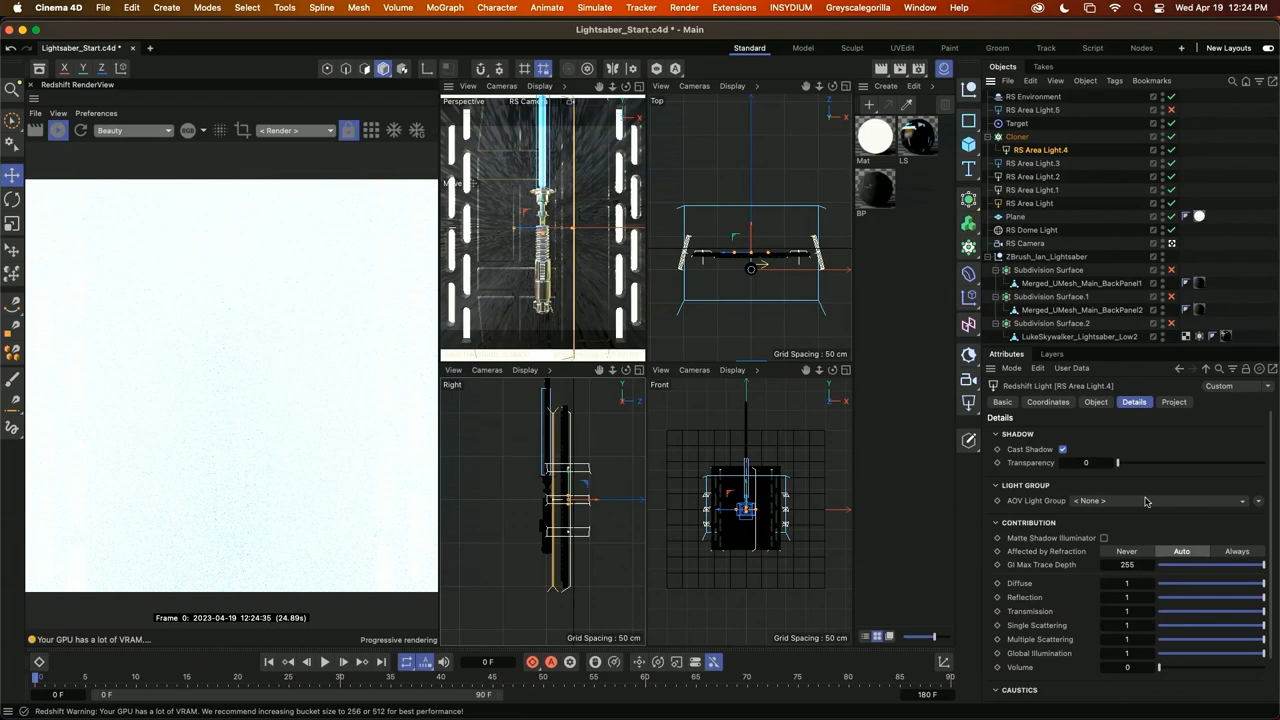 Cinema 4D File Edit Create Modes Select Tools Spline Mesh Volume MoGraph Character Animate Simulate Tracker Render Extensions INSYDIUM Greyscalegorilla Window Help Wed Apr 19 12:24 PM
Lightsaber_Start.c4d * - Main
Lightsaber_Start.c4d * Standard Model Sculpt UVEdit Paint Groom Track Script Nodes New Layouts
X Y Z
Objects Takes
File Edit View Object Tags Bookmarks
Redshift RenderView
File View Preferences
Beauty RGB < Render >
View Cameras Display
Perspective RS Camera
Move
View Cameras Display
Top
Grid Spacing : 50 cm
Create Edit
Mat LS
BP
RS Environment
RS Area Light.5
Target
Cloner
RS Area Light.4
RS Area Light.3
RS Area Light.2
RS Area Light.1
RS Area Light
Plane
RS Dome Light
RS Camera
ZBrush_Ian_Lightsaber
Subdivision Surface
Merged_UMesh_Main_BackPanel1
Subdivision Surface.1
Merged_UMesh_Main_BackPanel2
Subdivision Surface.2
LukeSkywalker_Lightsaber_Low2
View Cameras Display
Right
Grid Spacing : 50 cm
View Cameras Display
Front
Grid Spacing : 50 cm
Attributes Layers
Mode Edit User Data
Redshift Light [RS Area Light.4] Custom
Basic Coordinates Object Details Project
Details
SHADOW
Cast Shadow
Transparency 0
LIGHT GROUP
AOV Light Group < None >
CONTRIBUTION
Matte Shadow Illuminator
Affected by Refraction Never Auto Always
GI Max Trace Depth 255
Diffuse 1
Reflection 1
Transmission 1
Single Scattering 1
Multiple Scattering 1
Global Illumination 1
Volume 0
CAUSTICS
Frame 0: 2023-04-19 12:24:35 (24.89s)
Your GPU has a lot of VRAM.... Progressive rendering
0 F
0 5 10 15 20 25 30 35 40 45 50 55 60 65 70 75 80 85 90
0 F 0 F 90 F 180 F
Redshift Warning: Your GPU has a lot of VRAM. We recommend increasing bucket size to 256 or 512 for best performance!